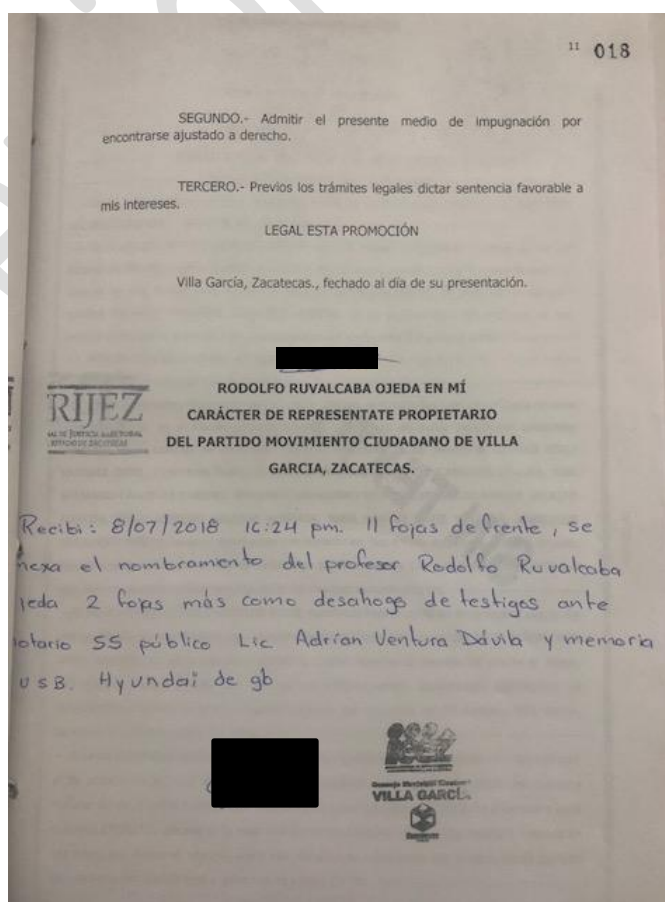 11 018
SEGUNDO.- Admitir el presente medio de impugnación por
encontrarse ajustado a derecho.
TERCERO.- Previos los trámites legales dictar sentencia favorable a
mis intereses.
LEGAL ESTA PROMOCIÓN
Villa García, Zacatecas., fechado al día de su presentación.
RODOLFO RUVALCABA OJEDA EN MÍ
CARÁCTER DE REPRESENTATE PROPIETARIO
DEL PARTIDO MOVIMIENTO CIUDADANO DE VILLA
GARCIA, ZACATECAS.
TRIJEZ
Recibi: 8/07/2018 16:24 pm. 11 fojas de frente, se
nexa el nombramento del profesor Rodolfo Ruvalcaba
jeda 2 fojas más como desahogo de testigos ante
otario 55 público Lic Adrían Ventura Dávila y memoria
USB. Hyundai de gb
VILLA GARCÍA